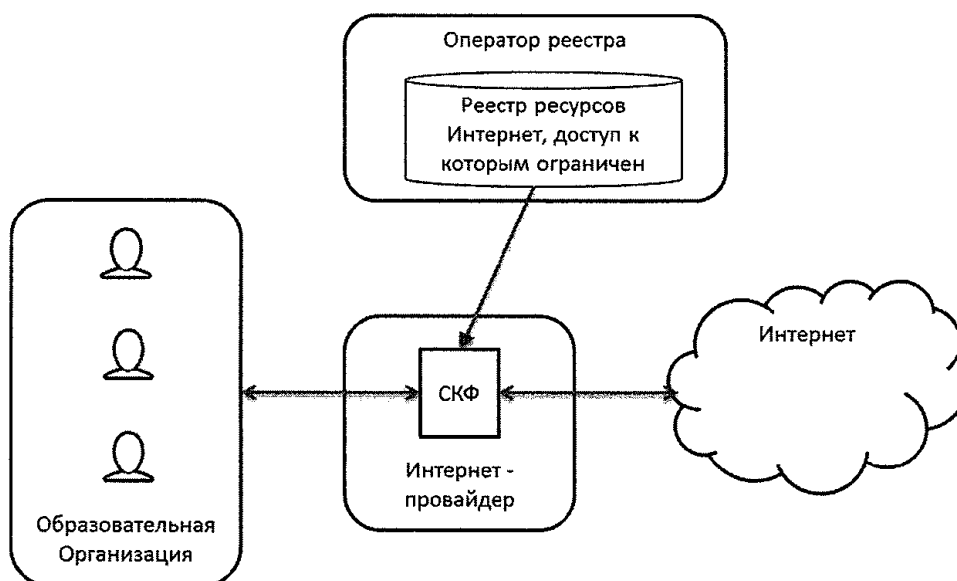 Оператор реестра
Реестр ресурсов
Интернет, доступ к
которым ограничен
Интернет
СКФ
Интернет -
провайдер
Образовательная
Организация